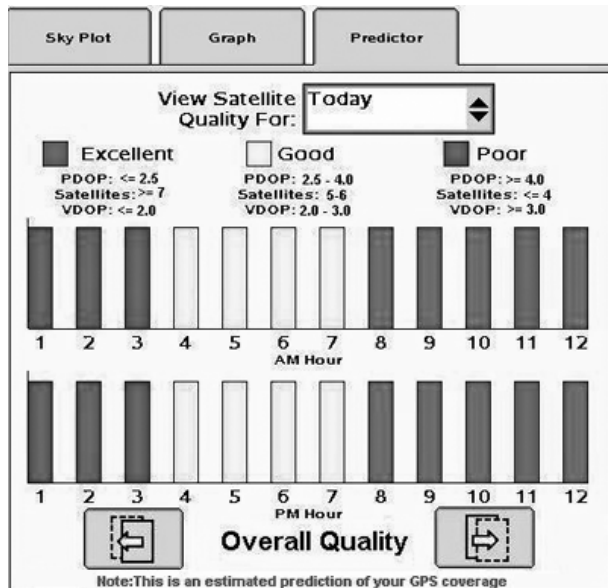 Sky Plot Graph Predictor
View Satellite Today
Quality For:
Excellent Good Poor
PDOP: <= 2.5 PDOP: 2.5 - 4.0 PDOP: >= 4.0
Satellites: >= 7 Satellites: 5-6 Satellites: <= 4
VDOP: <= 2.0 VDOP: 2.0 - 3.0 VDOP: >= 3.0
1 2 3 4 5 6 7 8 9 10 11 12
AM Hour
1 2 3 4 5 6 7 8 9 10 11 12
PM Hour
Overall Quality
Note:This is an estimated prediction of your GPS coverage